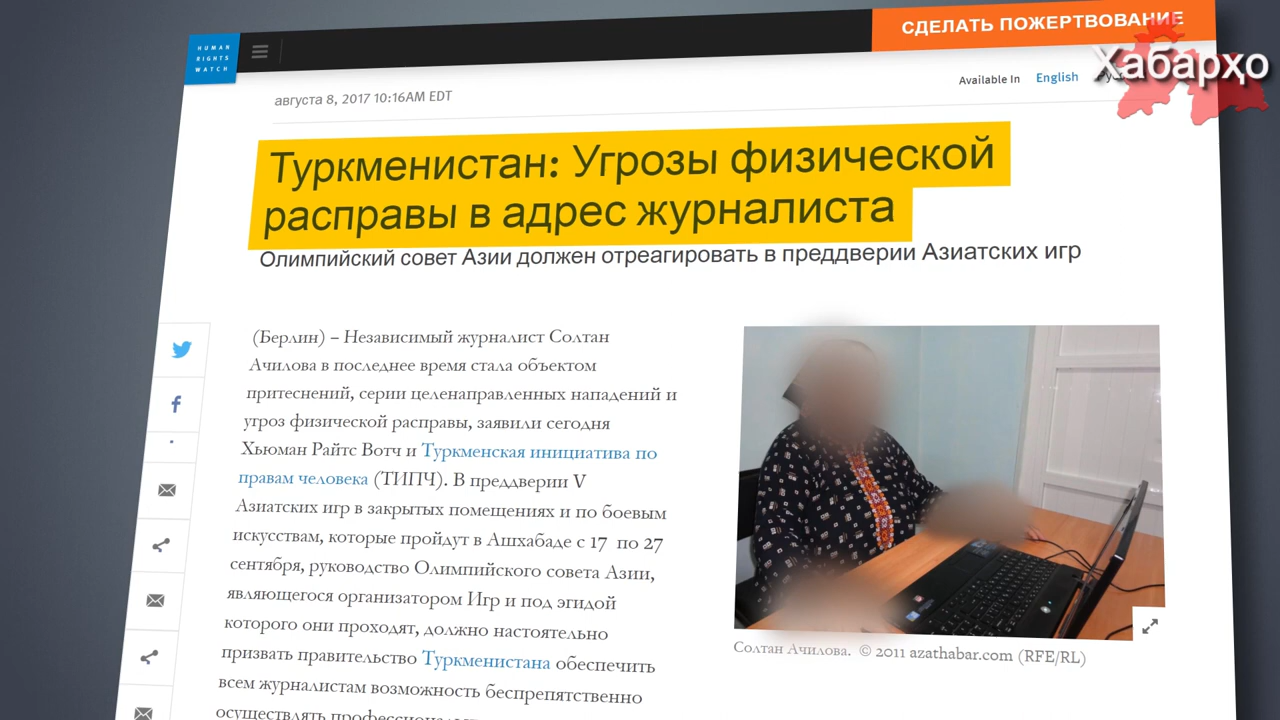 HUMAN
RIGHTS
WATCH
СДЕЛАТЬ ПОЖЕРТВОВАНИЕ
Хабарҳо
Available In English
августа 8, 2017 10:16AM EDT
Туркменистан: Угрозы физической
расправы в адрес журналиста
Олимпийский совет Азии должен отреагировать в преддверии Азиатских игр
(Берлин) – Независимый журналист Солтан
Ачилова в последнее время стала объектом
притеснений, серии целенаправленных нападений и
угроз физической расправы, заявили сегодня
Хьюман Райтс Вотч и Туркменская инициатива по
правам человека (ТИПЧ). В преддверии V
Азиатских игр в закрытых помещениях и по боевым
искусствам, которые пройдут в Ашхабаде с 17 по 27
сентября, руководство Олимпийского совета Азии,
являющегося организатором Игр и под эгидой
которого они проходят, должно настоятельно
призвать правительство Туркменистана обеспечить
всем журналистам возможность беспрепятственно
осуществлять
Солтан Ачилова. © 2011 azathabar.com (RFE/RL)